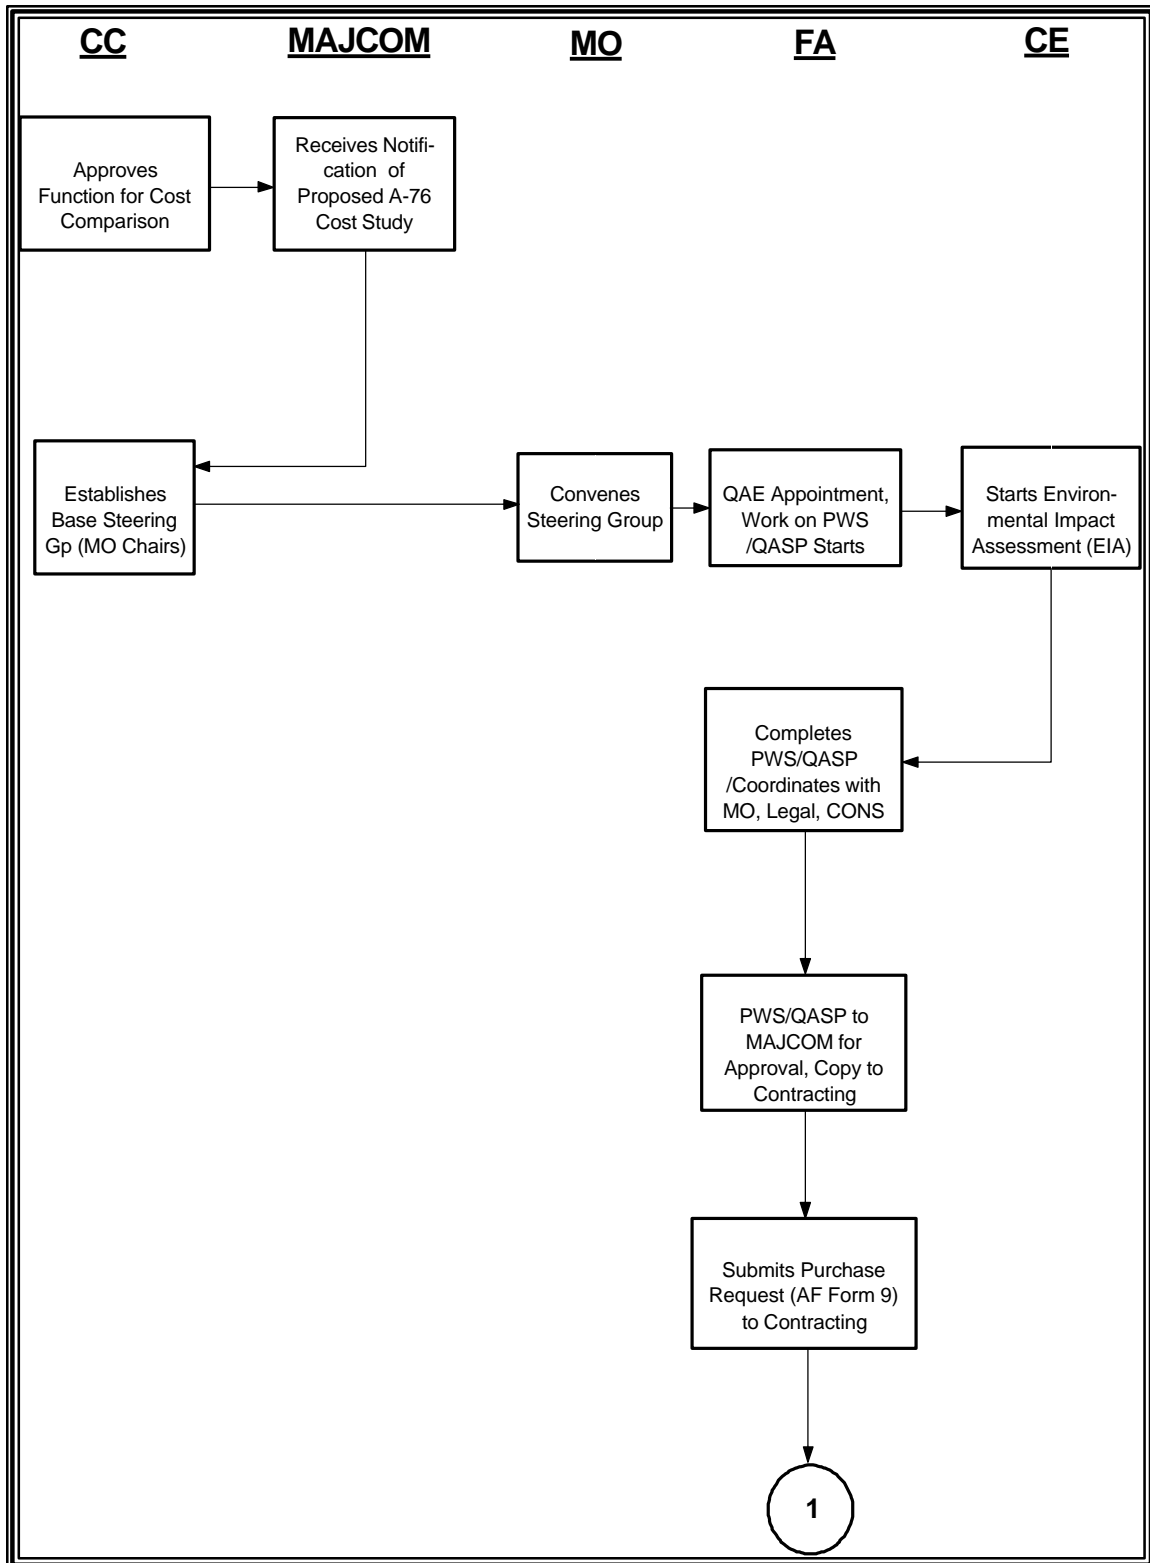 CC
MAJCOM
MO
FA
CE
Approves
Function for Cost
Comparison
Receives Notifi-
cation of
Proposed A-76
Cost Study
Establishes
Base Steering
Gp (MO Chairs)
Convenes
Steering Group
QAE Appointment,
Work on PWS
/QASP Starts
Starts Environ-
mental Impact
Assessment (EIA)
Completes
PWS/QASP
/Coordinates with
MO, Legal, CONS
PWS/QASP to
MAJCOM for
Approval, Copy to
Contracting
Submits Purchase
Request (AF Form 9)
to Contracting
1